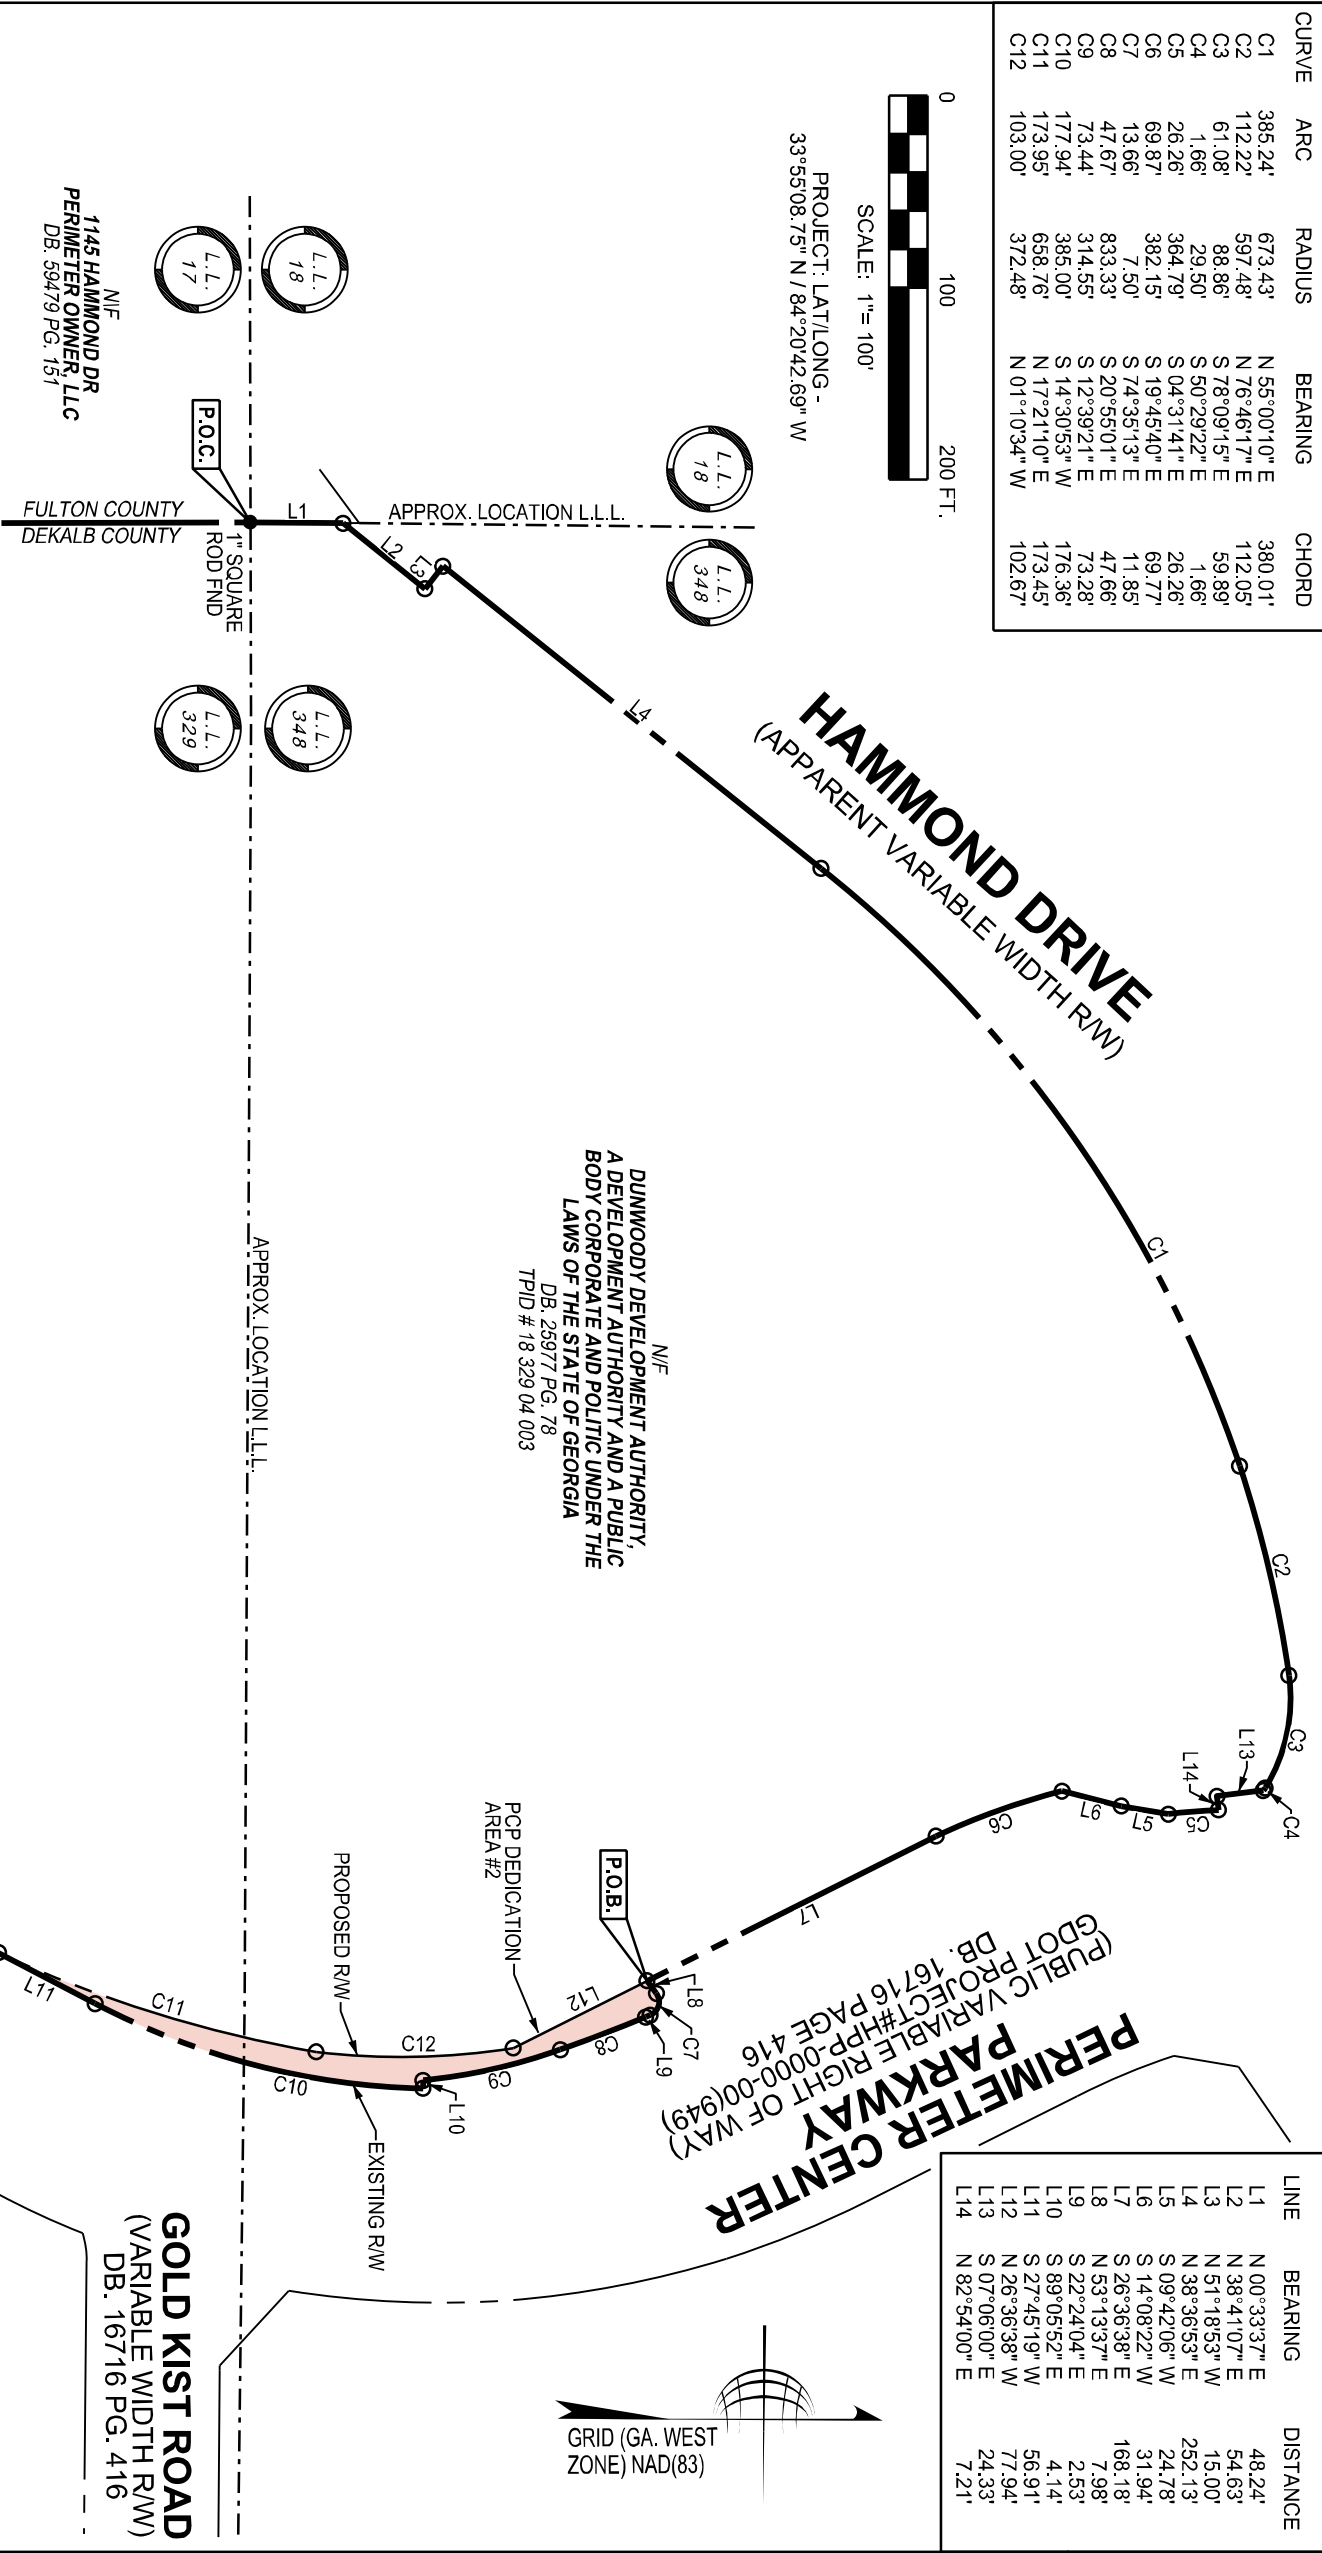 CURVE ARC RADIUS BEARING CHORD
C1 385.24' 673.43' N 55°00'10" E 380.01'
C2 112.22' 597.48' N 76°46'17" E 112.05'
C3 61.08' 88.86' S 78°09'15" E 59.89'
C4 1.66' 29.50' S 50°29'22" E 1.66'
C5 26.26' 364.79' S 04°31'41" E 26.26'
C6 69.87' 382.15' S 19°45'40" E 69.77'
C7 13.66' 7.50' S 74°35'13" E 11.85'
C8 47.67' 833.33' S 20°55'01" E 47.66'
C9 73.44' 314.55' S 12°39'21" E 73.28'
C10 177.94' 385.00' S 14°30'53" W 176.36'
C11 173.95' 658.76' N 17°21'10" E 173.45'
C12 103.00' 372.48' N 01°10'34" W 102.67'
0 100 200 FT.
SCALE: 1"= 100'
PROJECT: LAT/LONG -
33°55'08.75" N / 84°20'42.69" W
L.L.
18
L.L.
348
L.L.
18
L.L.
17
L.L.
348
L.L.
329
N/F
1145 HAMMOND DR
PERIMETER OWNER, LLC
DB. 59479 PG. 151
P.O.C.
FULTON COUNTY
DEKALB COUNTY
1" SQUARE
ROD FND
APPROX. LOCATION L.L.L.
L1
L2
L3
L4
HAMMOND DRIVE
(APPARENT VARIABLE WIDTH R/W)
C1
C2
C3
C4
L13
L14
C5
L5
L6
C6
L7
N/F
DUNWOODY DEVELOPMENT AUTHORITY,
A DEVELOPMENT AUTHORITY AND A PUBLIC
BODY CORPORATE AND POLITIC UNDER THE
LAWS OF THE STATE OF GEORGIA
DB. 25977 PG. 78
TPID # 18 329 04 003
APPROX. LOCATION L.L.L.
P.O.B.
PCP DEDICATION
AREA #2
PROPOSED R/W
L8
C7
L9
L12
C8
C9
L10
C12
C10
C11
L11
EXISTING R/W
PERIMETER CENTER
PARKWAY
(PUBLIC VARIABLE RIGHT OF WAY)
GDOT PROJECT#HPP-0000-00(949)
DB. 16716 PAGE 416
GOLD KIST ROAD
(VARIABLE WIDTH R/W)
DB. 16716 PG. 416
GRID (GA. WEST
ZONE) NAD(83)
LINE BEARING DISTANCE
L1 N 00°33'37" E 48.24'
L2 N 38°41'07" E 54.63'
L3 N 51°18'53" W 15.00'
L4 N 38°36'53" E 252.13'
L5 S 09°42'06" W 24.78'
L6 S 14°08'22" W 31.94'
L7 S 26°36'38" E 168.18'
L8 N 53°13'37" E 7.98'
L9 S 22°24'04" E 2.53'
L10 S 89°05'52" E 4.14'
L11 S 27°45'19" W 56.91'
L12 N 26°36'38" W 77.94'
L13 S 07°06'00" E 24.33'
L14 N 82°54'00" E 7.21'